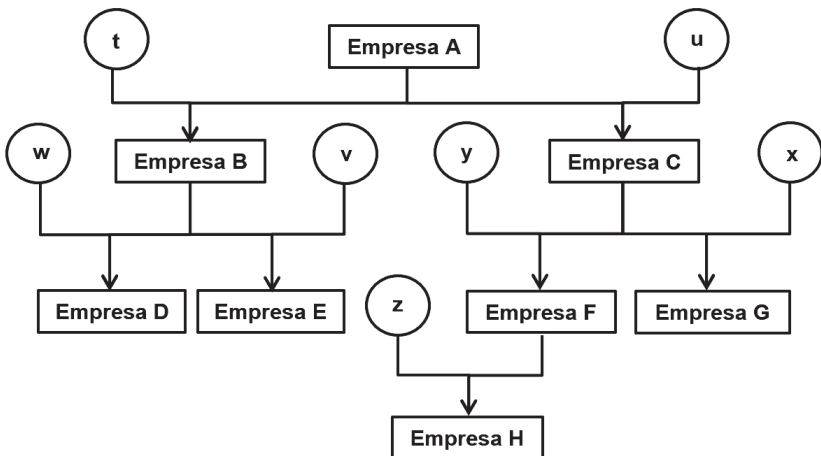 t
Empresa A
u
w
Empresa B
v
y
Empresa C
x
Empresa D
Empresa E
z
Empresa F
Empresa G
Empresa H